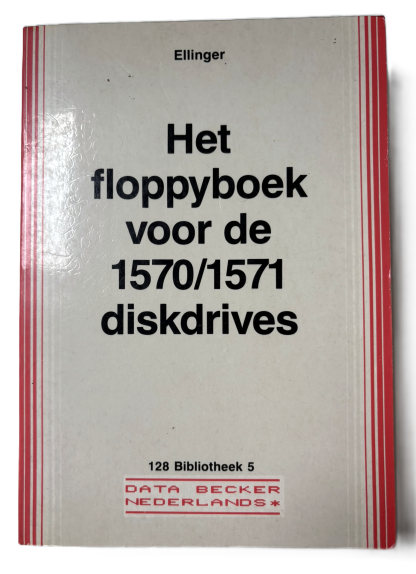 Ellinger
Het
floppyboek
voor de
1570/1571
diskdrives
128 Bibliotheek 5
DATA BECKER
NEDERLANDS*